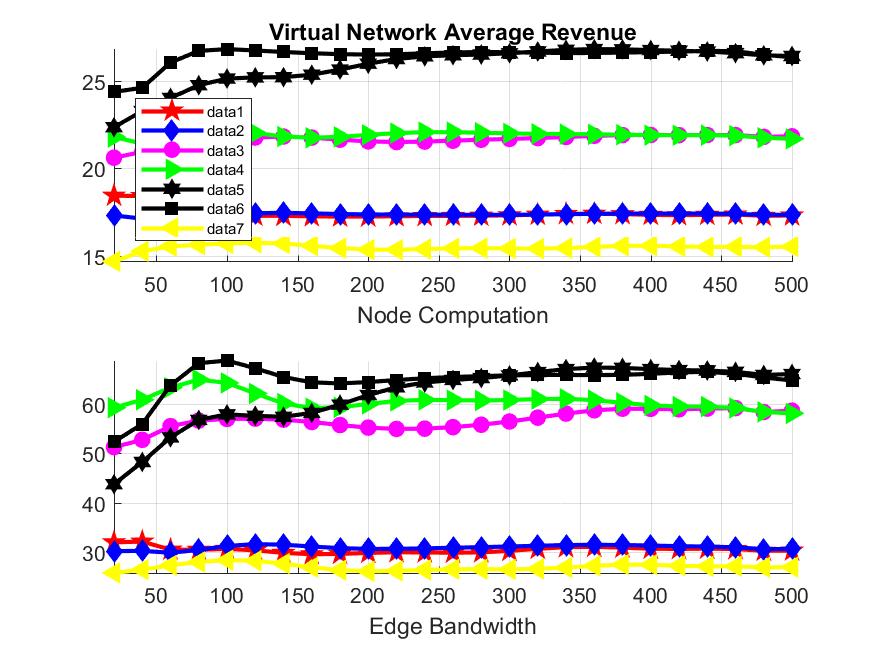 Virtual Network Average Revenue
25
20
15
data1
data2
data3
data4
data5
data6
data7
50 100 150 200 250 300 350 400 450 500
Node Computation
60
50
40
30
50 100 150 200 250 300 350 400 450 500
Edge Bandwidth